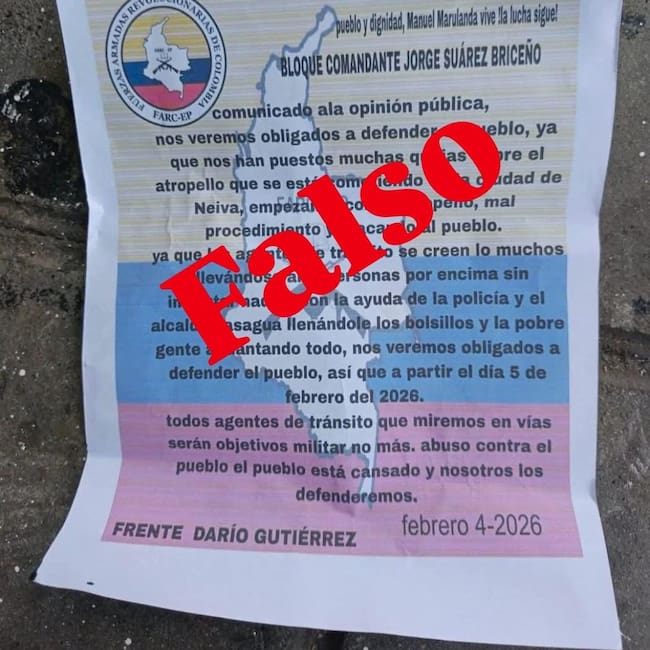 FUERZAS ARMADAS REVOLUCIONARIAS DE COLOMBIA
FARC-EP
FARC-EP
pueblo y dignidad, Manuel Marulanda vive !la lucha sigue!
BLOQUE COMANDANTE JORGE SUÁREZ BRICEÑO
comunicado ala opinión pública,
nos veremos obligados a defender pueblo, ya
que nos han puestos muchas el
atropello que se ciudad de
Neiva, mal
procedimiento y al pueblo.
ya que se creen lo muchos
personas por encima sin
con la ayuda de la policía y el
llenándole los bolsillos y la pobre
gente todo, nos veremos obligados a
defender el pueblo, así que a partir el día 5 de
febrero del 2026.
todos agentes de tránsito que miremos en vías
serán objetivos militar no más. abuso contra el
pueblo el pueblo está cansado y nosotros los
defenderemos.
FRENTE DARÍO GUTIÉRREZ
febrero 4-2026
Falso